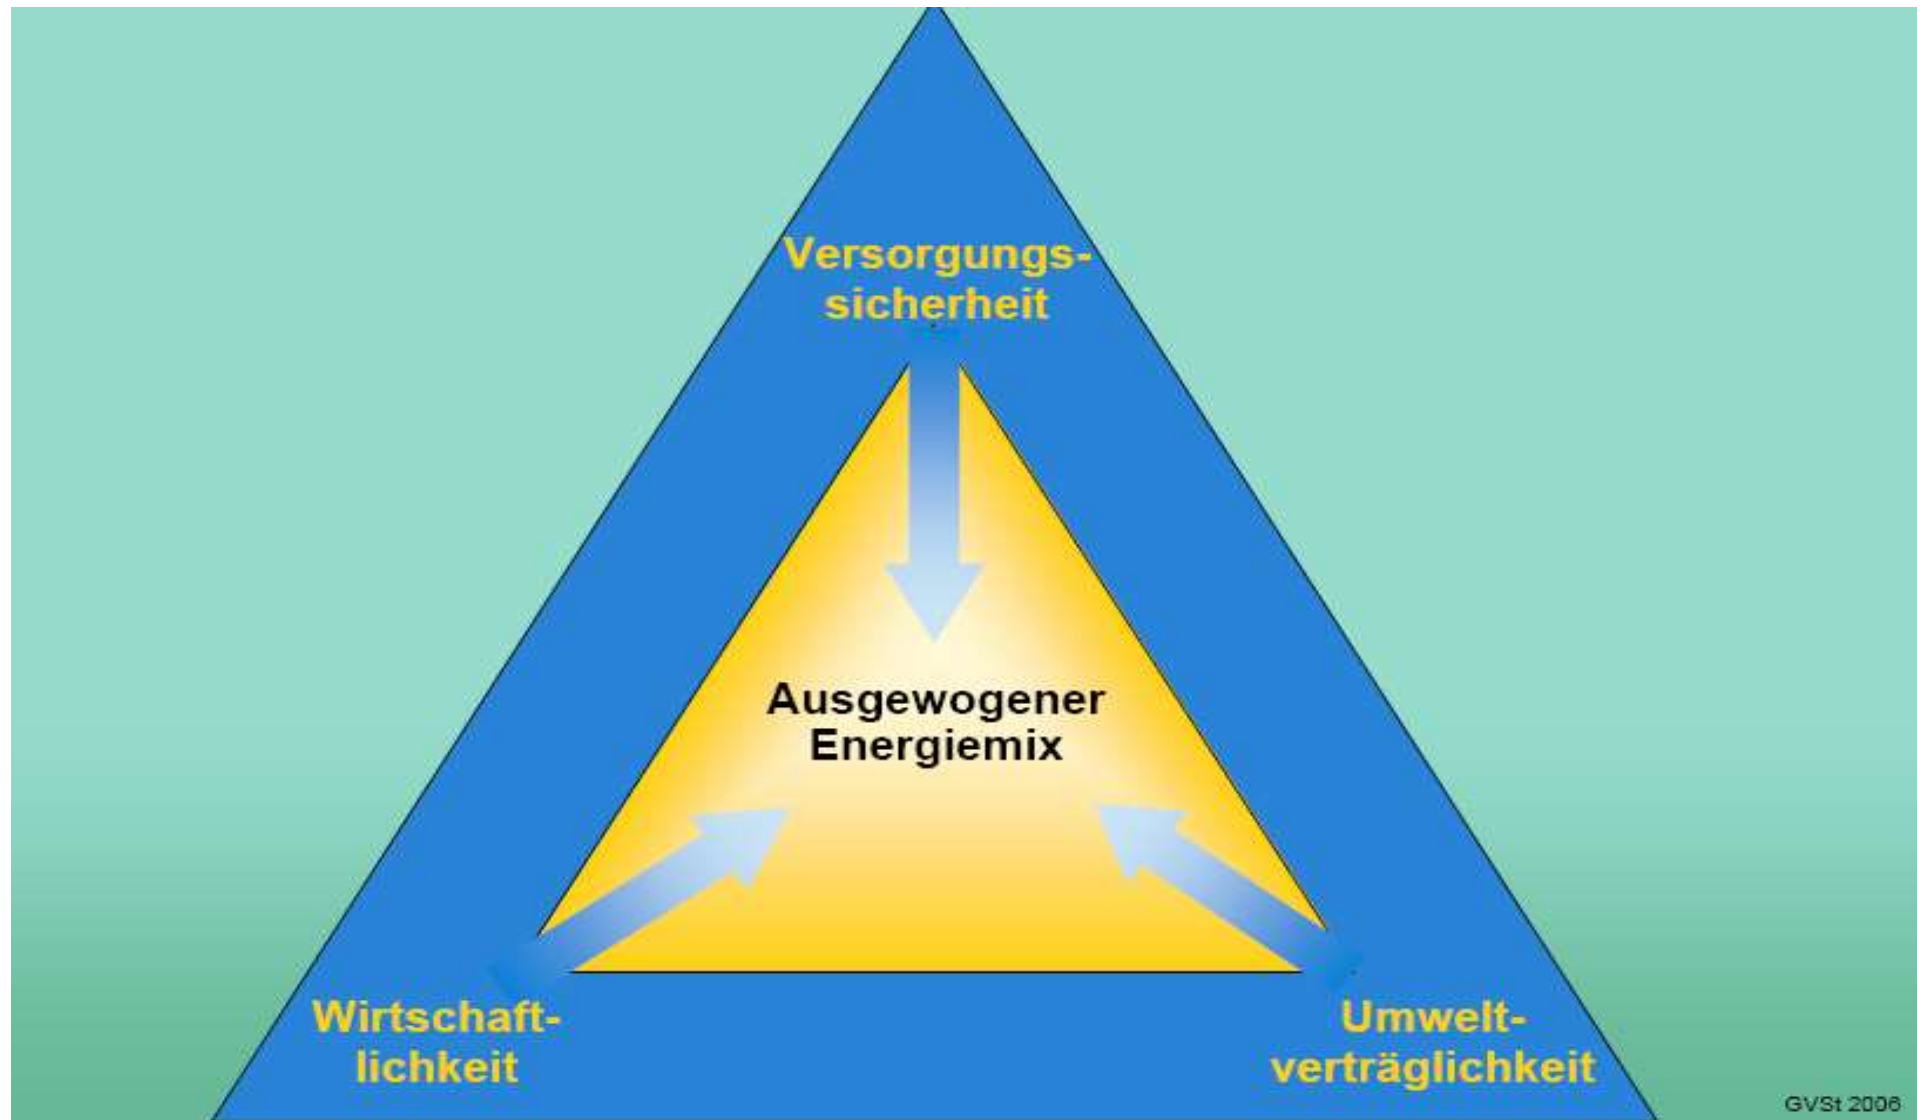 Versorgungs-
sicherheit
Ausgewogener
Energiemix
Wirtschaft-
lichkeit
Umwelt-
verträglichkeit
GVSt 2006